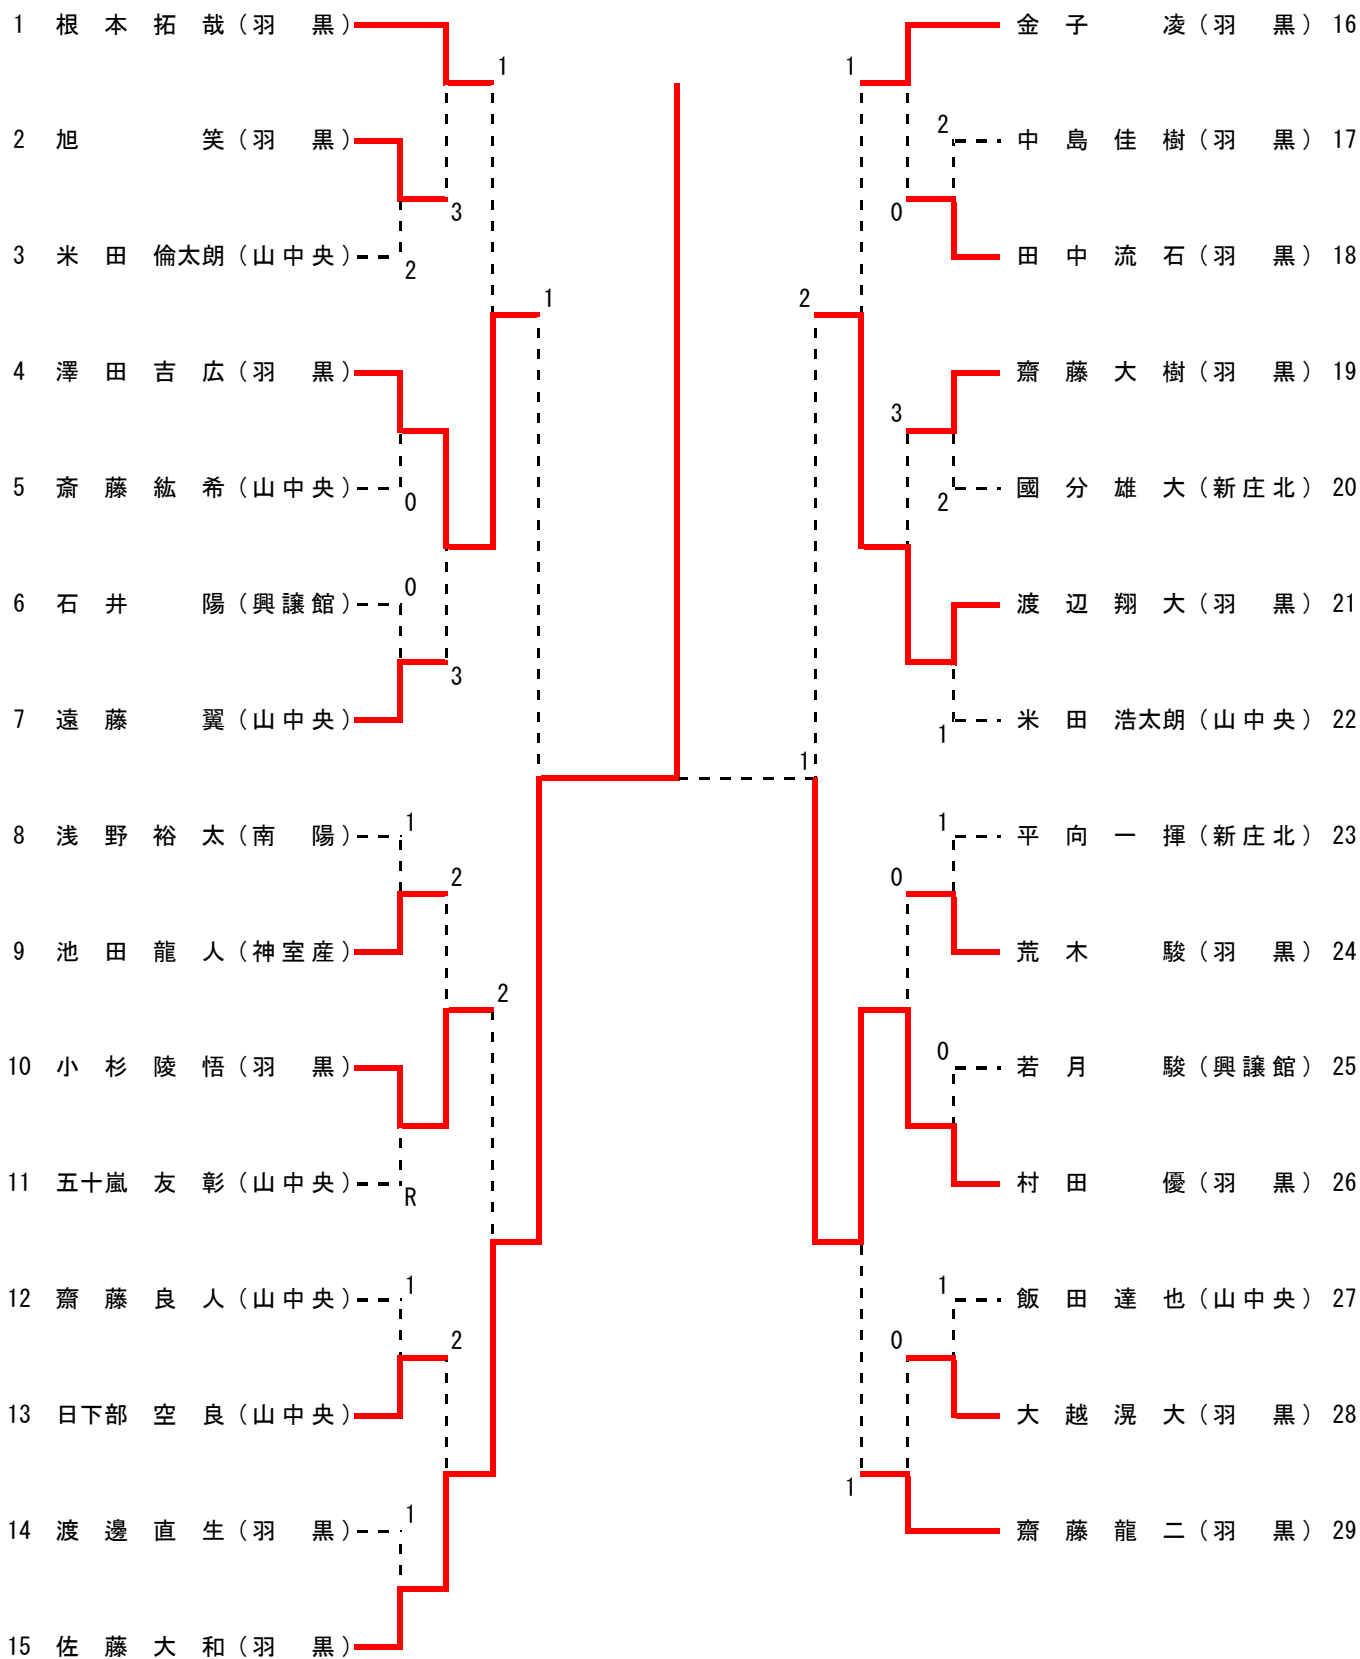 1 根本拓哉(羽黒)
2 旭笑(羽黒)
3 米田倫太朗(山中央)
4 澤田吉広(羽黒)
5 斎藤紘希(山中央)
6 石井陽(興譲館)
7 遠藤翼(山中央)
8 浅野裕太(南陽)
9 池田龍人(神室産)
10 小杉陵悟(羽黒)
11 五十嵐友彰(山中央)
12 齋藤良人(山中央)
13 日下部空良(山中央)
14 渡邊直生(羽黒)
15 佐藤大和(羽黒)
1
3
2
1
0
0
3
1
2
2
R
1
2
1
1
2
0
2
3
2
1
1
1
0
0
1
0
1
金子凌(羽黒) 16
中島佳樹(羽黒) 17
田中流石(羽黒) 18
齋藤大樹(羽黒) 19
國分雄大(新庄北) 20
渡辺翔大(羽黒) 21
米田浩太朗(山中央) 22
平向一揮(新庄北) 23
荒木駿(羽黒) 24
若月駿(興譲館) 25
村田優(羽黒) 26
飯田達也(山中央) 27
大越滉大(羽黒) 28
齋藤龍二(羽黒) 29